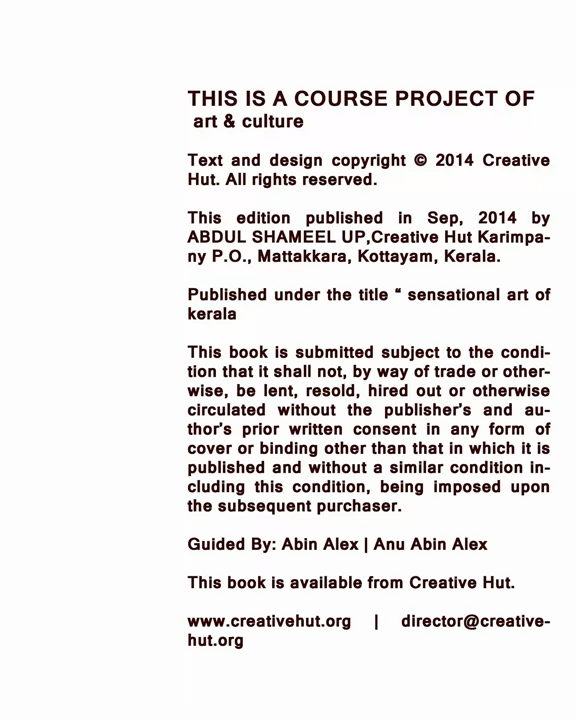 THIS IS A COURSE PROJECT OF
art & culture
Text and design copyright © 2014 Creative
Hut. All rights reserved.
This edition published in Sep, 2014 by
ABDUL SHAMEEL UP,Creative Hut Karimpa-
ny P.O., Mattakkara, Kottayam, Kerala.
Published under the title “ sensational art of
kerala
This book is submitted subject to the condi-
tion that it shall not, by way of trade or other-
wise, be lent, resold, hired out or otherwise
circulated without the publisher’s and au-
thor’s prior written consent in any form of
cover or binding other than that in which it is
published and without a similar condition in-
cluding this condition, being imposed upon
the subsequent purchaser.
Guided By: Abin Alex | Anu Abin Alex
This book is available from Creative Hut.
www.creativehut.org | director@creative-
hut.org